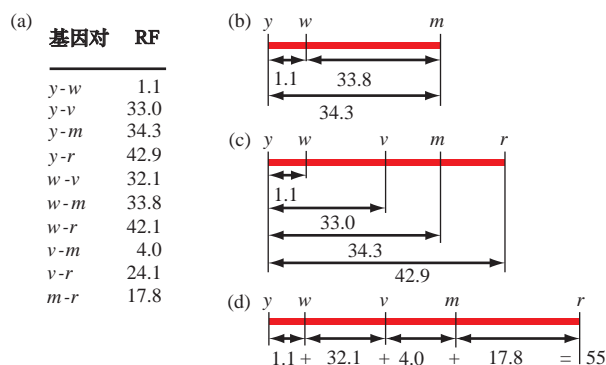 (a)
基因对 RF
y-w 1.1
y-v 33.0
y-m 34.3
y-r 42.9
w-v 32.1
w-m 33.8
w-r 42.1
v-m 4.0
v-r 24.1
m-r 17.8
(b) y w m
1.1 33.8
34.3
(c) y w v m r
1.1
33.0
34.3
42.9
(d) y w v m r
1.1 + 32.1 + 4.0 + 17.8 = 55